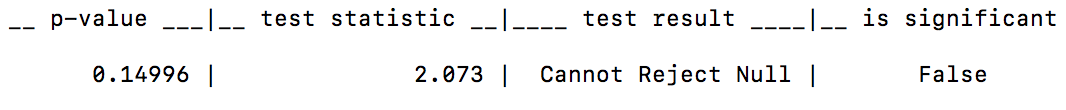 __ p-value ___|__ test statistic __|____ test result ____|__ is significant
0.14996 | 2.073 | Cannot Reject Null | False